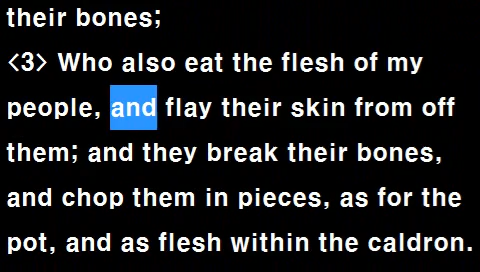 their bones;
<3> Who also eat the flesh of my
people, and flay their skin from off
them; and they break their bones,
and chop them in pieces, as for the
pot, and as flesh within the caldron.